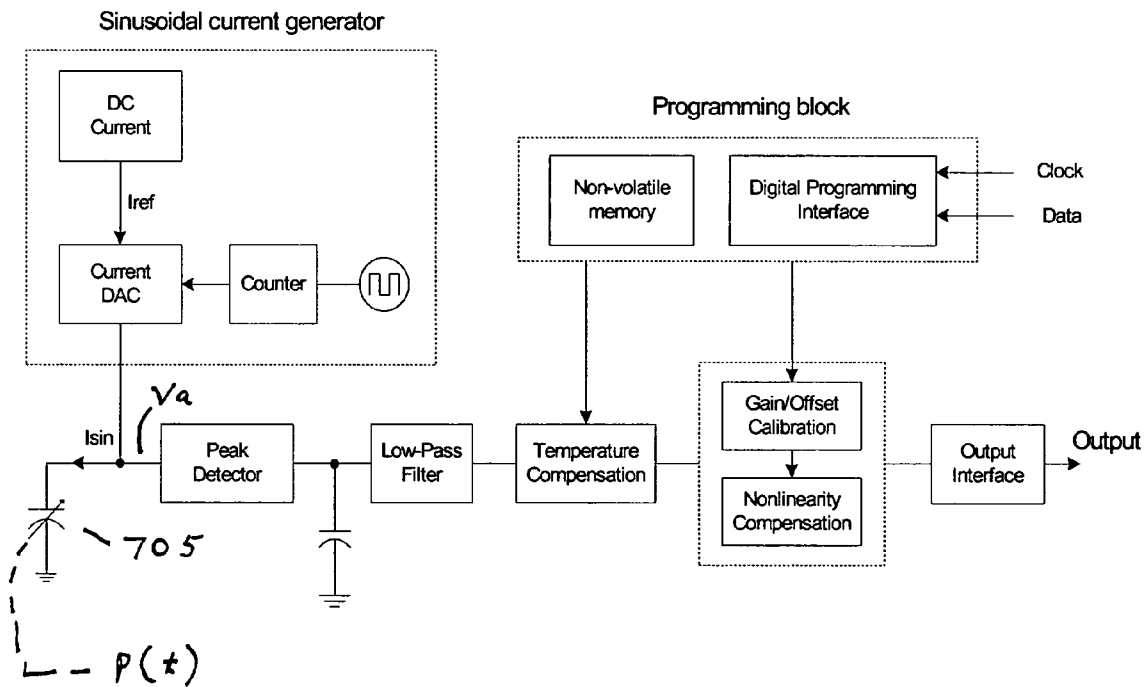 Sinusoidal current generator
DC
Current
Iref
Current
DAC
Counter
Programming block
Non-volatile
memory
Digital Programming
Interface
Clock
Data
Va
Isin
Peak
Detector
Low-Pass
Filter
Temperature
Compensation
Gain/Offset
Calibration
Nonlinearity
Compensation
Output
Interface
Output
705
P(t)